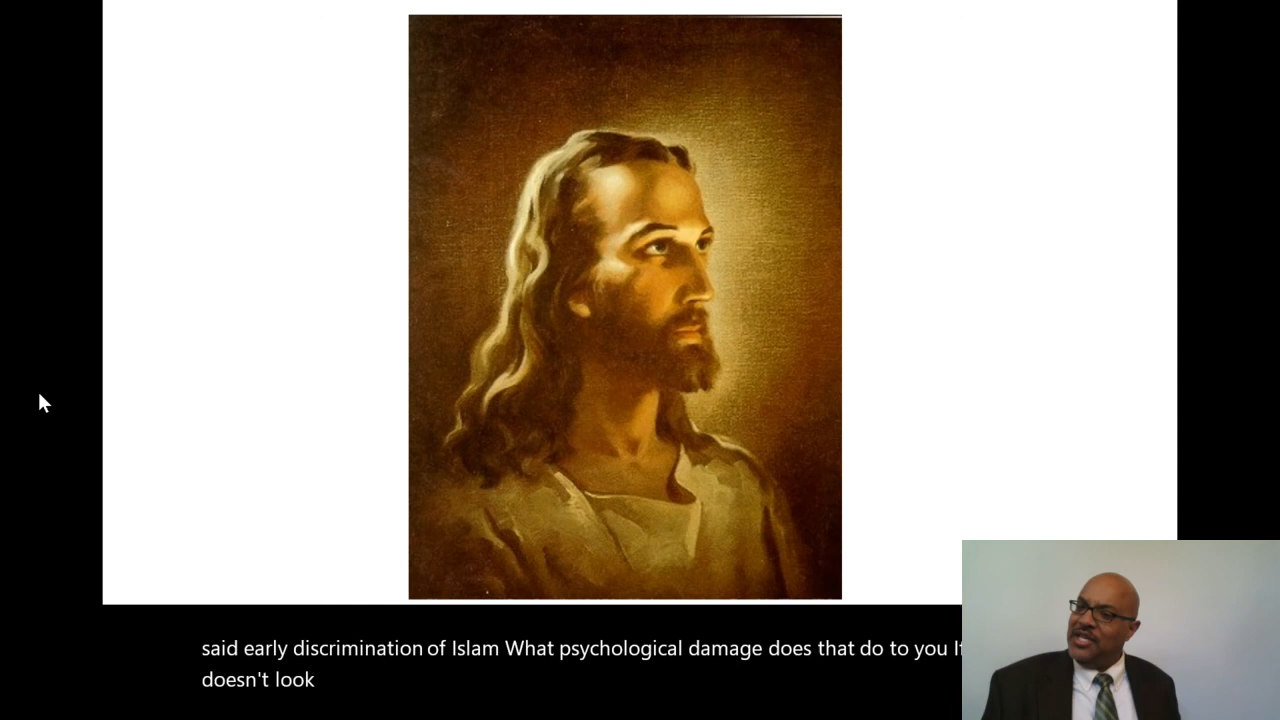 said early discrimination of Islam What psychological damage does that do to you
doesn't look